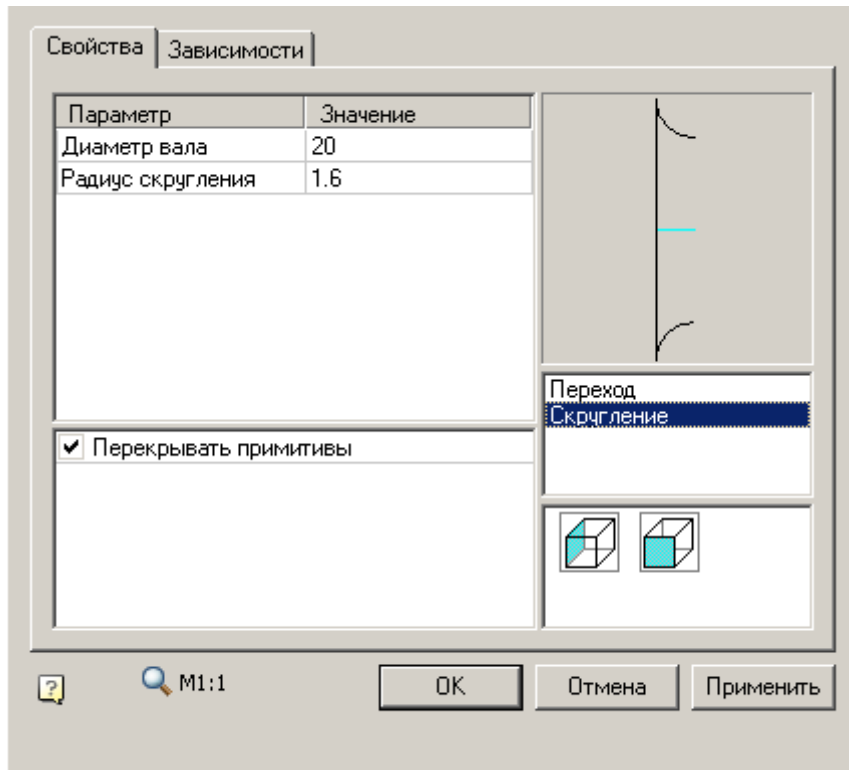 Свойства Зависимости
Параметр Значение
Диаметр вала 20
Радиус скругления 1.6
Переход
Скругление
Перекрывать примитивы
? М1:1 OK Отмена Применить